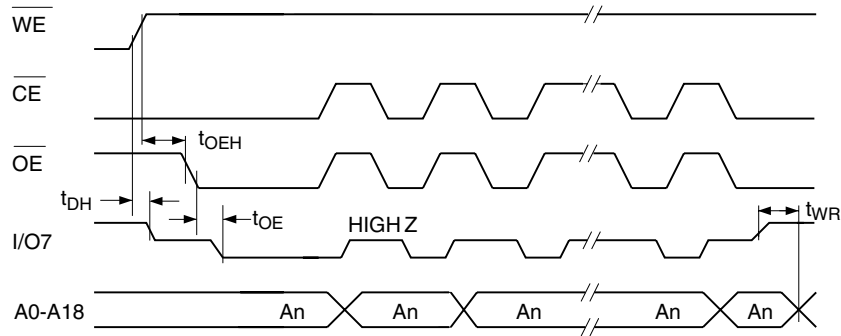 WE
CE
tOEH
OE
tDH
tOE
HIGH Z
tWR
I/O7
A0-A18
An
An
An
An
An